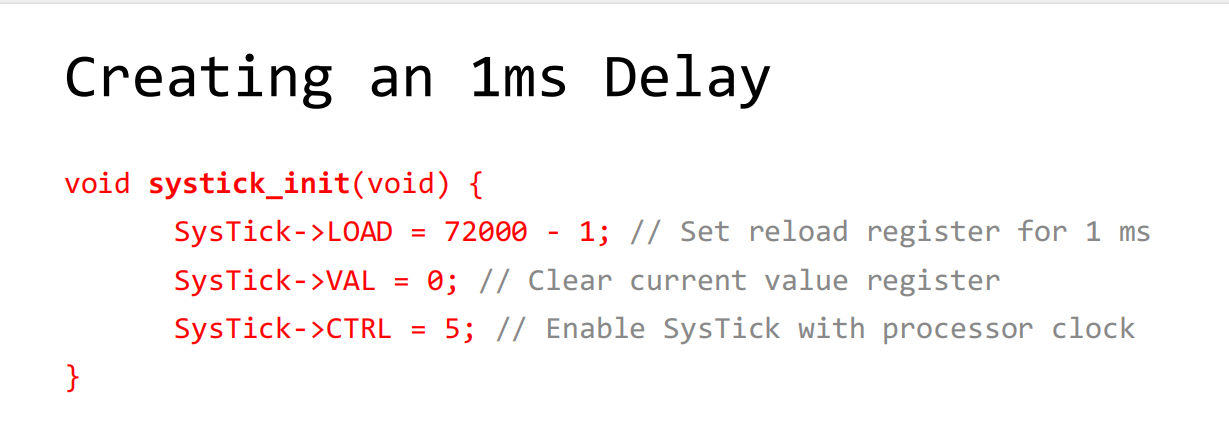 Creating an 1ms Delay
void systick_init(void) {
SysTick->LOAD = 72000 - 1; // Set reload register for 1 ms
SysTick->VAL = 0; // Clear current value register
SysTick->CTRL = 5; // Enable SysTick with processor clock
}